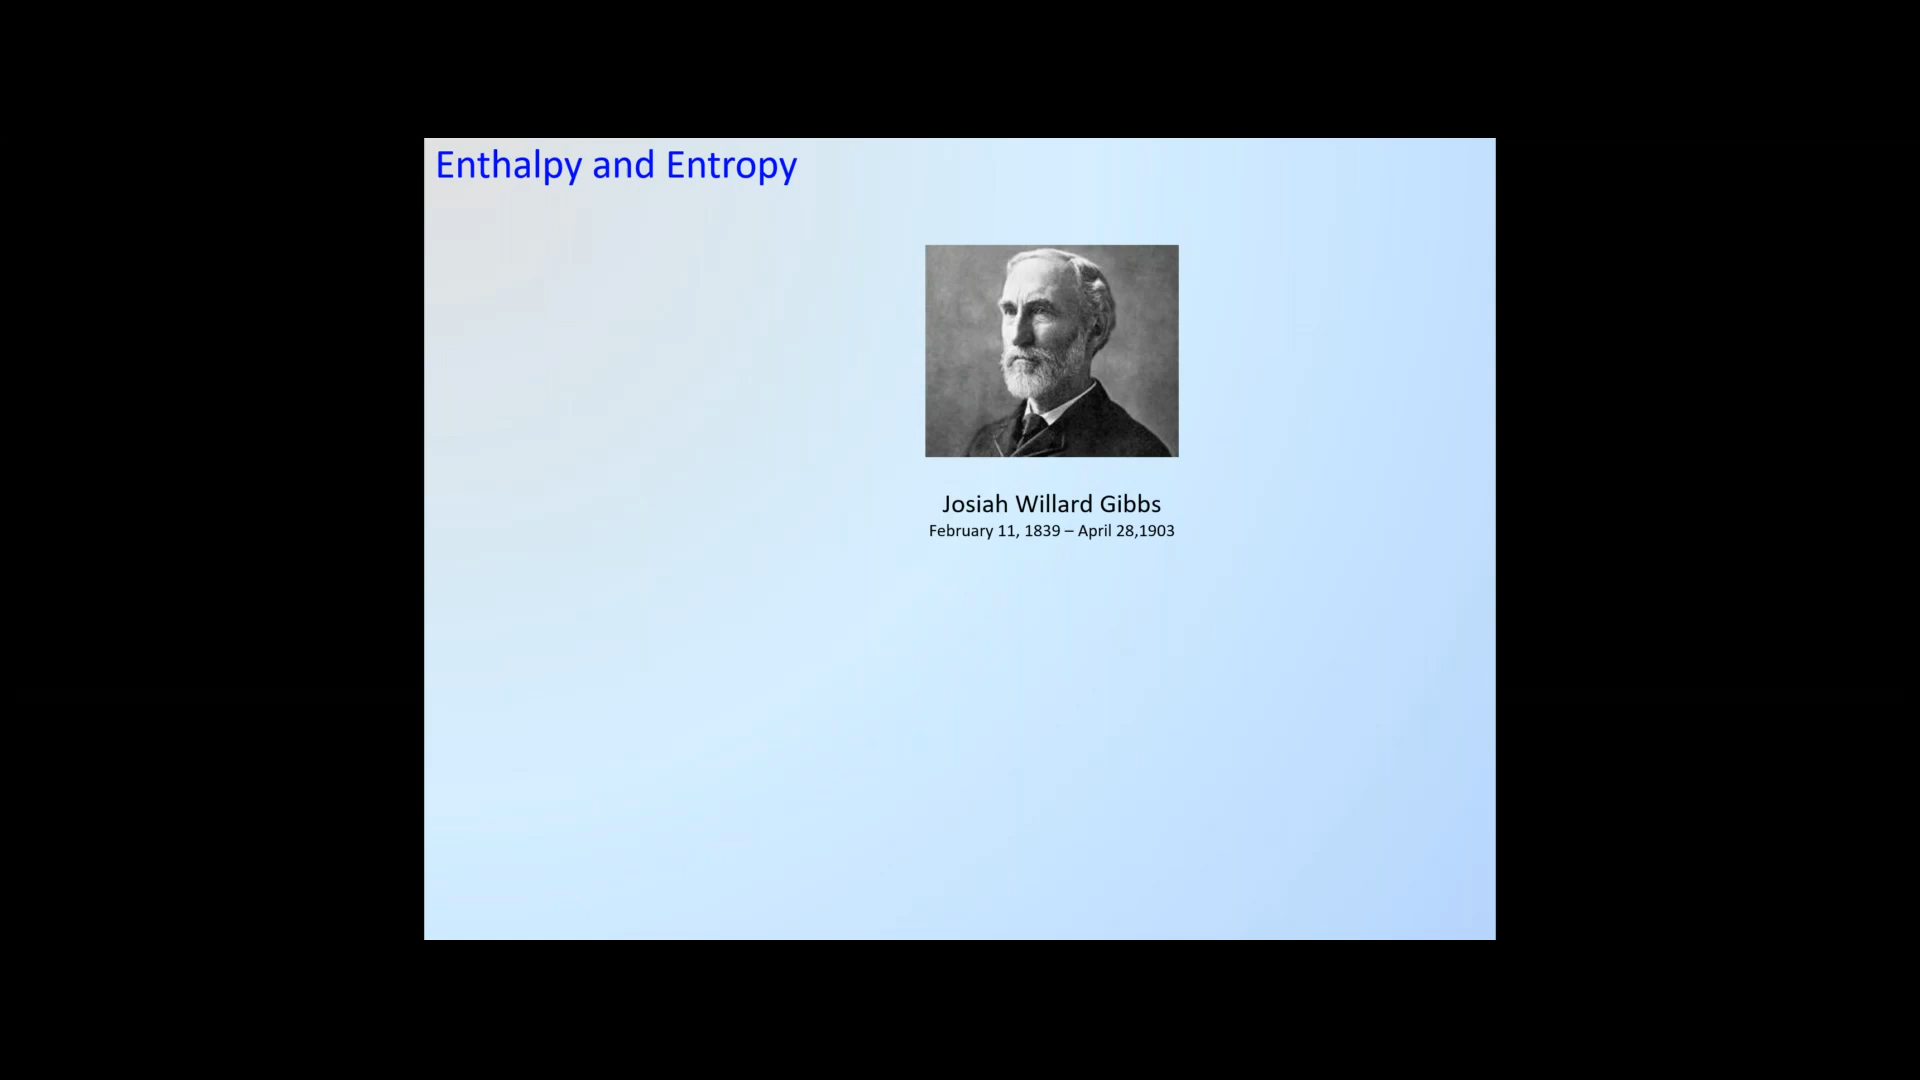 Enthalpy and Entropy
Josiah Willard Gibbs
February 11, 1839 – April 28,1903